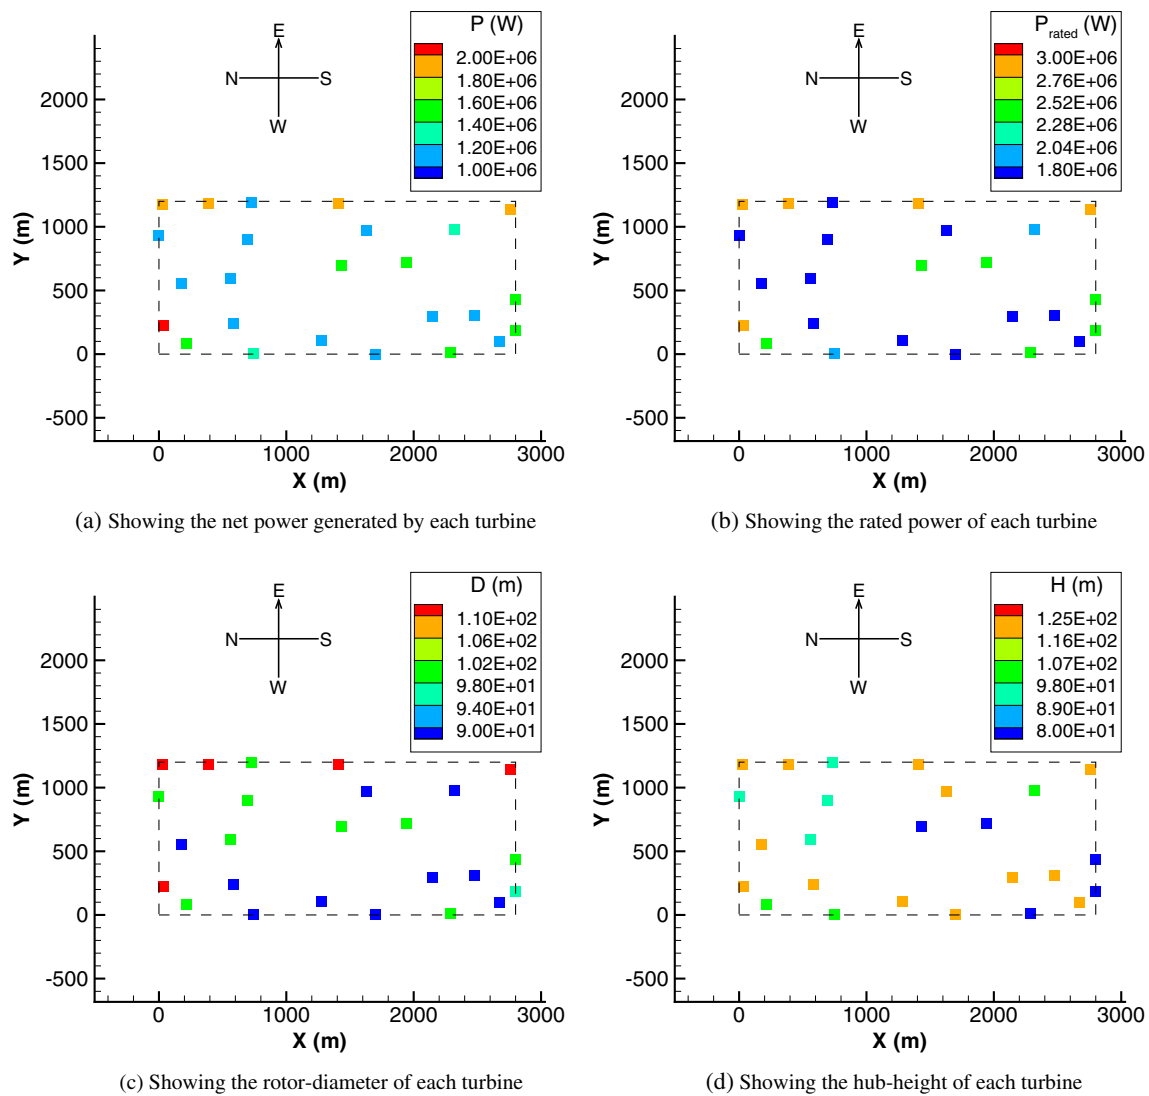 P (W)
2.00E+06
1.80E+06
1.60E+06
1.40E+06
1.20E+06
1.00E+06
E
N S
W
2000
1500
1000
500
0
-500
Y (m)
0 1000 2000 3000
X (m)
(a) Showing the net power generated by each turbine
Prated (W)
3.00E+06
2.76E+06
2.52E+06
2.28E+06
2.04E+06
1.80E+06
E
N S
W
2000
1500
1000
500
0
-500
Y (m)
0 1000 2000 3000
X (m)
(b) Showing the rated power of each turbine
D (m)
1.10E+02
1.06E+02
1.02E+02
9.80E+01
9.40E+01
9.00E+01
E
N S
W
2000
1500
1000
500
0
-500
Y (m)
0 1000 2000 3000
X (m)
(c) Showing the rotor-diameter of each turbine
H (m)
1.25E+02
1.16E+02
1.07E+02
9.80E+01
8.90E+01
8.00E+01
E
N S
W
2000
1500
1000
500
0
-500
Y (m)
0 1000 2000 3000
X (m)
(d) Showing the hub-height of each turbine